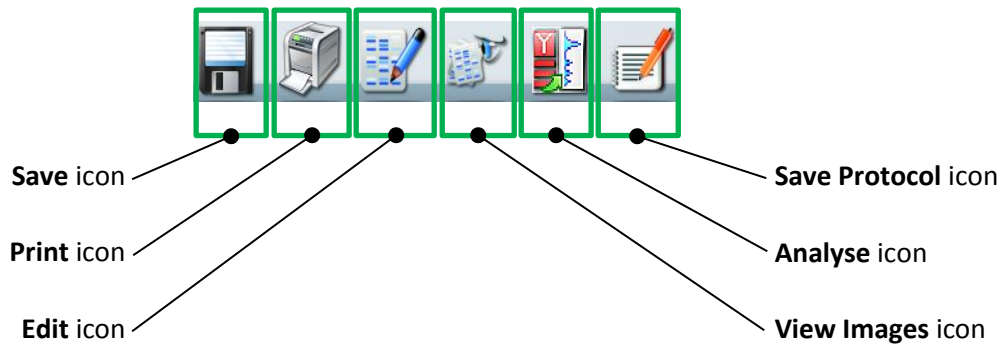 Save icon
Save Protocol icon
Print icon
Analyse icon
Edit icon
View Images icon